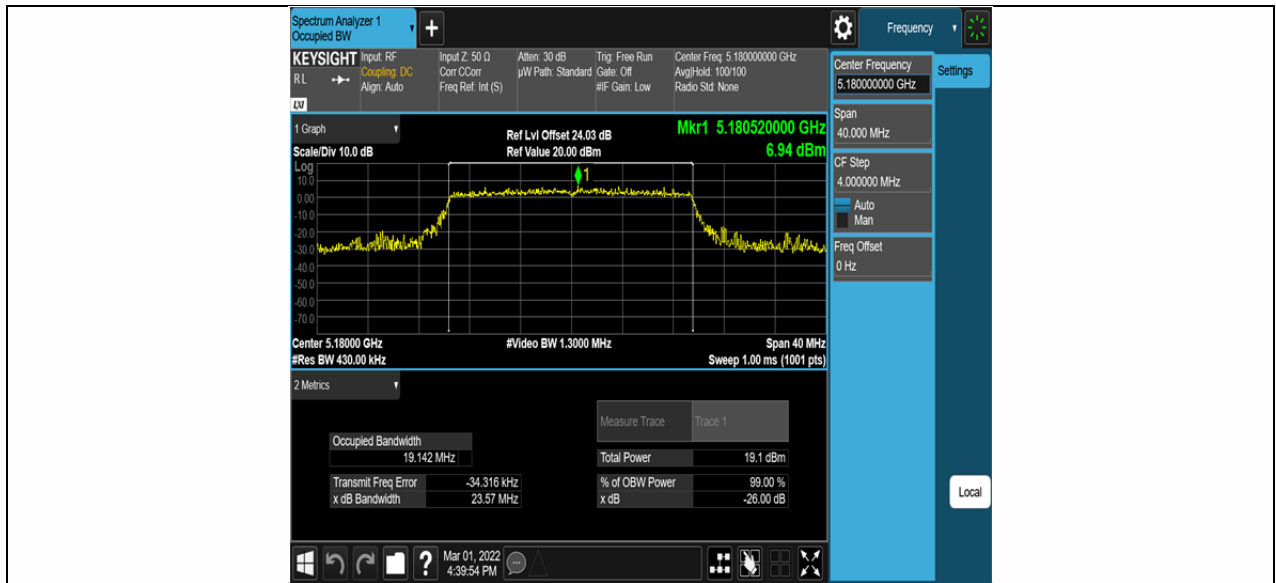 Spectrum Analyzer 1
Occupied BW
+
Frequency
KEYSIGHT
RL
LXI
Input: RF
Coupling: DC
Align: Auto
Input Z: 50 Ω
Corr CCorr
Freq Ref: Int (S)
Atten: 30 dB
µW Path: Standard
Trig: Free Run
Gate: Off
#IF Gain: Low
Center Freq: 5.180000000 GHz
Avg|Hold: 100/100
Radio Std: None
Center Frequency
5.180000000 GHz
Settings
Span
40.000 MHz
CF Step
4.000000 MHz
Auto
Man
Freq Offset
0 Hz
1 Graph
Scale/Div 10.0 dB
Ref Lvl Offset 24.03 dB
Ref Value 20.00 dBm
Mkr1 5.180520000 GHz
6.94 dBm
Log
10.0
0.00
-10.0
-20.0
-30.0
-40.0
-50.0
-60.0
-70.0
1
Center 5.18000 GHz
#Res BW 430.00 kHz
#Video BW 1.3000 MHz
Span 40 MHz
Sweep 1.00 ms (1001 pts)
2 Metrics
Measure Trace Trace 1
Occupied Bandwidth
19.142 MHz
Total Power 19.1 dBm
Transmit Freq Error -34.316 kHz
% of OBW Power 99.00 %
x dB Bandwidth 23.57 MHz
x dB -26.00 dB
Local
?
Mar 01, 2022
4:39:54 PM